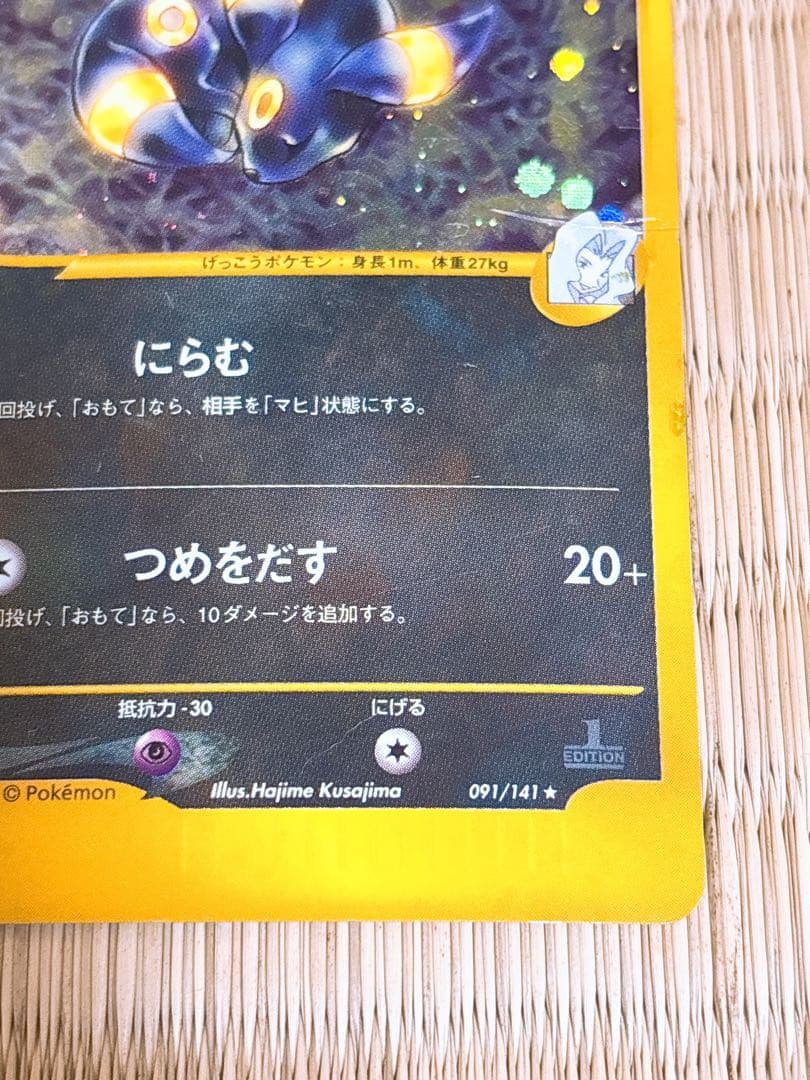 げっこうポケモン：身長1m、体重27kg
にらむ
回投げ、「おもて」なら、相手を「マヒ」状態にする。
つめをだす 20+
投げ、「おもて」なら、10ダメージを追加する。
抵抗力 -30 にげる
1
EDITION
© Pokémon Illus.Hajime Kusajima 091/141 ★